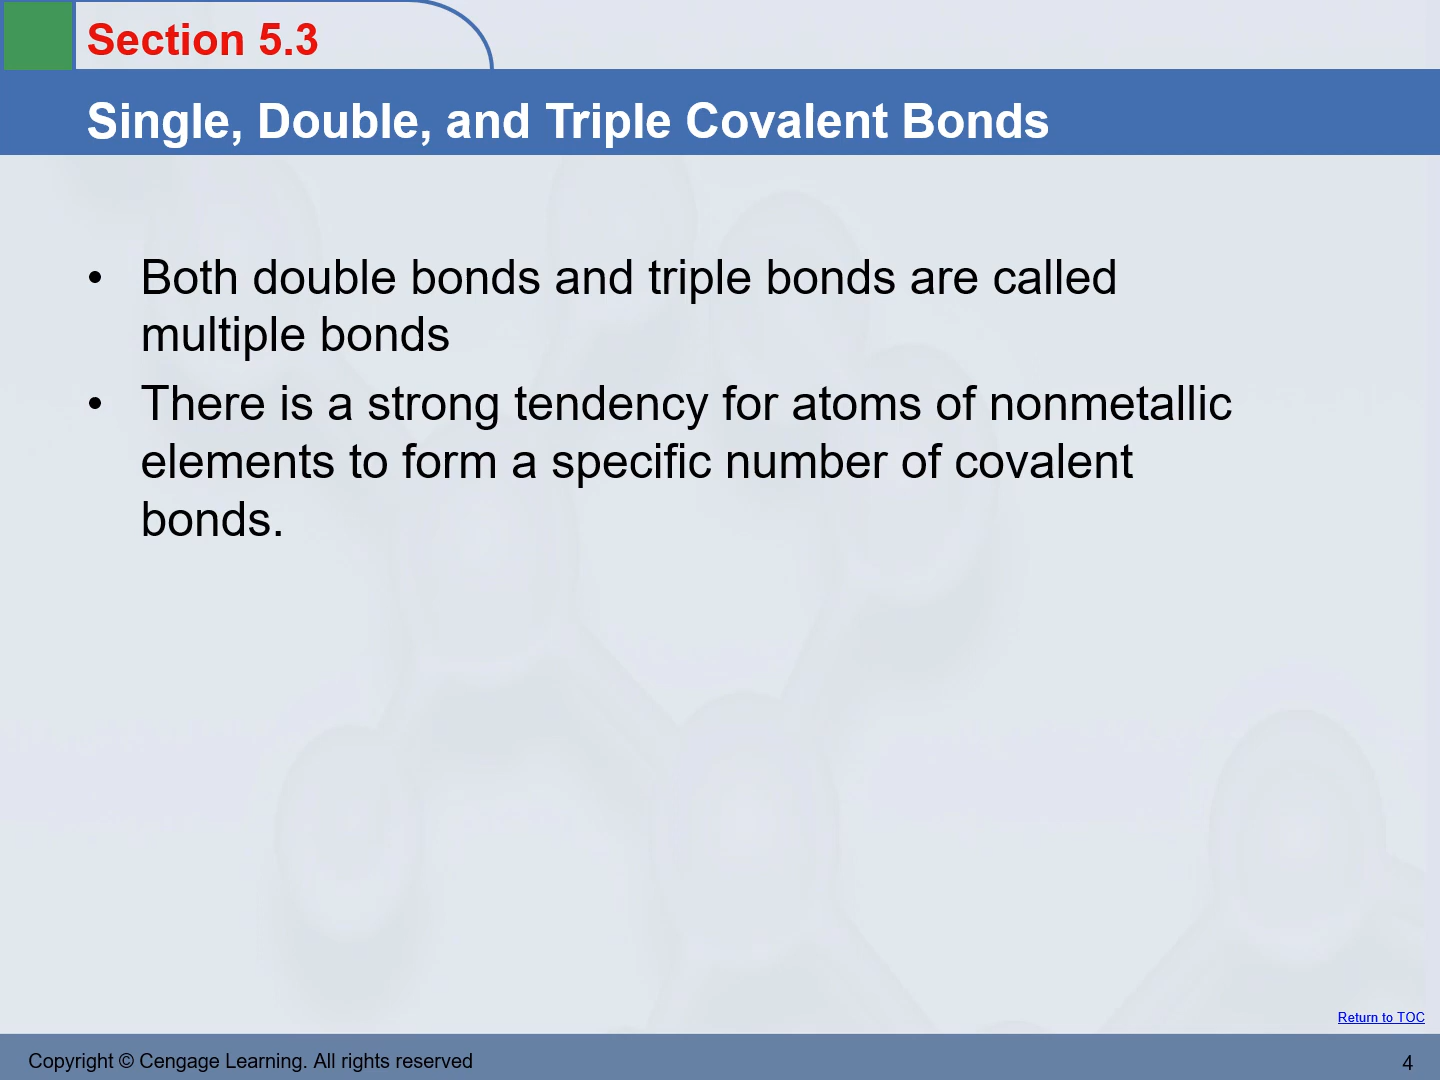 Section 5.3
Single, Double, and Triple Covalent Bonds
• Both double bonds and triple bonds are called
multiple bonds
• There is a strong tendency for atoms of nonmetallic
elements to form a specific number of covalent
bonds.
Return to TOC
Copyright © Cengage Learning. All rights reserved
4